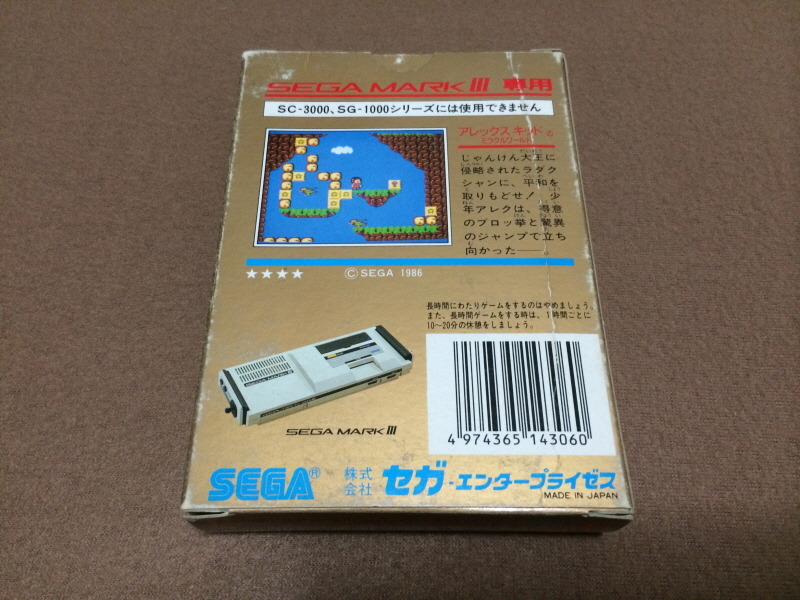 SEGA MARK III 専用
SC-3000、SG-1000シリーズには使用できません
アレックス キッドの
ミラクルワールド
じゃんけん大王に
侵略されたラダク
シャンに、平和を
取りもどせ! 少
年アレクは、得意
のブロッ拳と驚異
のジャンプで立ち
向かった――。
★★★★
© SEGA 1986
長時間にわたりゲームをするのはやめましょう。
また、長時間ゲームをする時は、1時間ごとに
10〜20分の休憩をしましょう。
SEGA MARK III
SEGA MARK III
4 974365 143060
SEGA® 株式会社 セガ・エンタープライゼス
MADE IN JAPAN